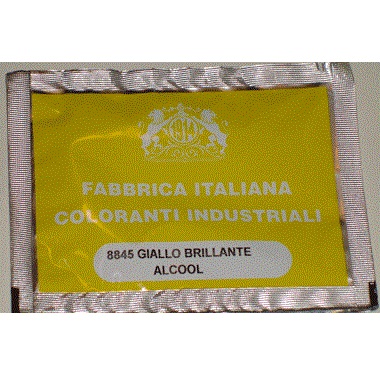 FABBRICA ITALIANA
COLORANTI INDUSTRIALI
8845 GIALLO BRILLANTE
ALCOOL